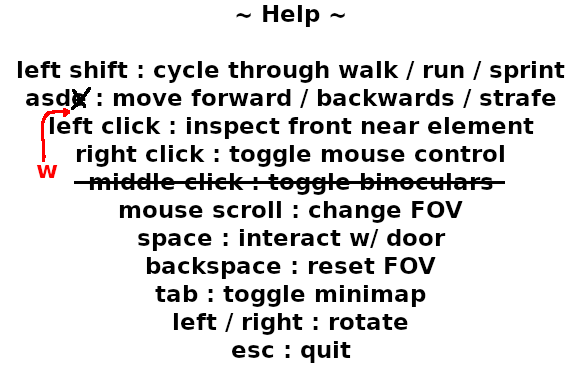 ~ Help ~
left shift : cycle through walk / run / sprint
asde : move forward / backwards / strafe
left click : inspect front near element
right click : toggle mouse control
w
middle click : toggle binoculars
mouse scroll : change FOV
space : interact w/ door
backspace : reset FOV
tab : toggle minimap
left / right : rotate
esc : quit